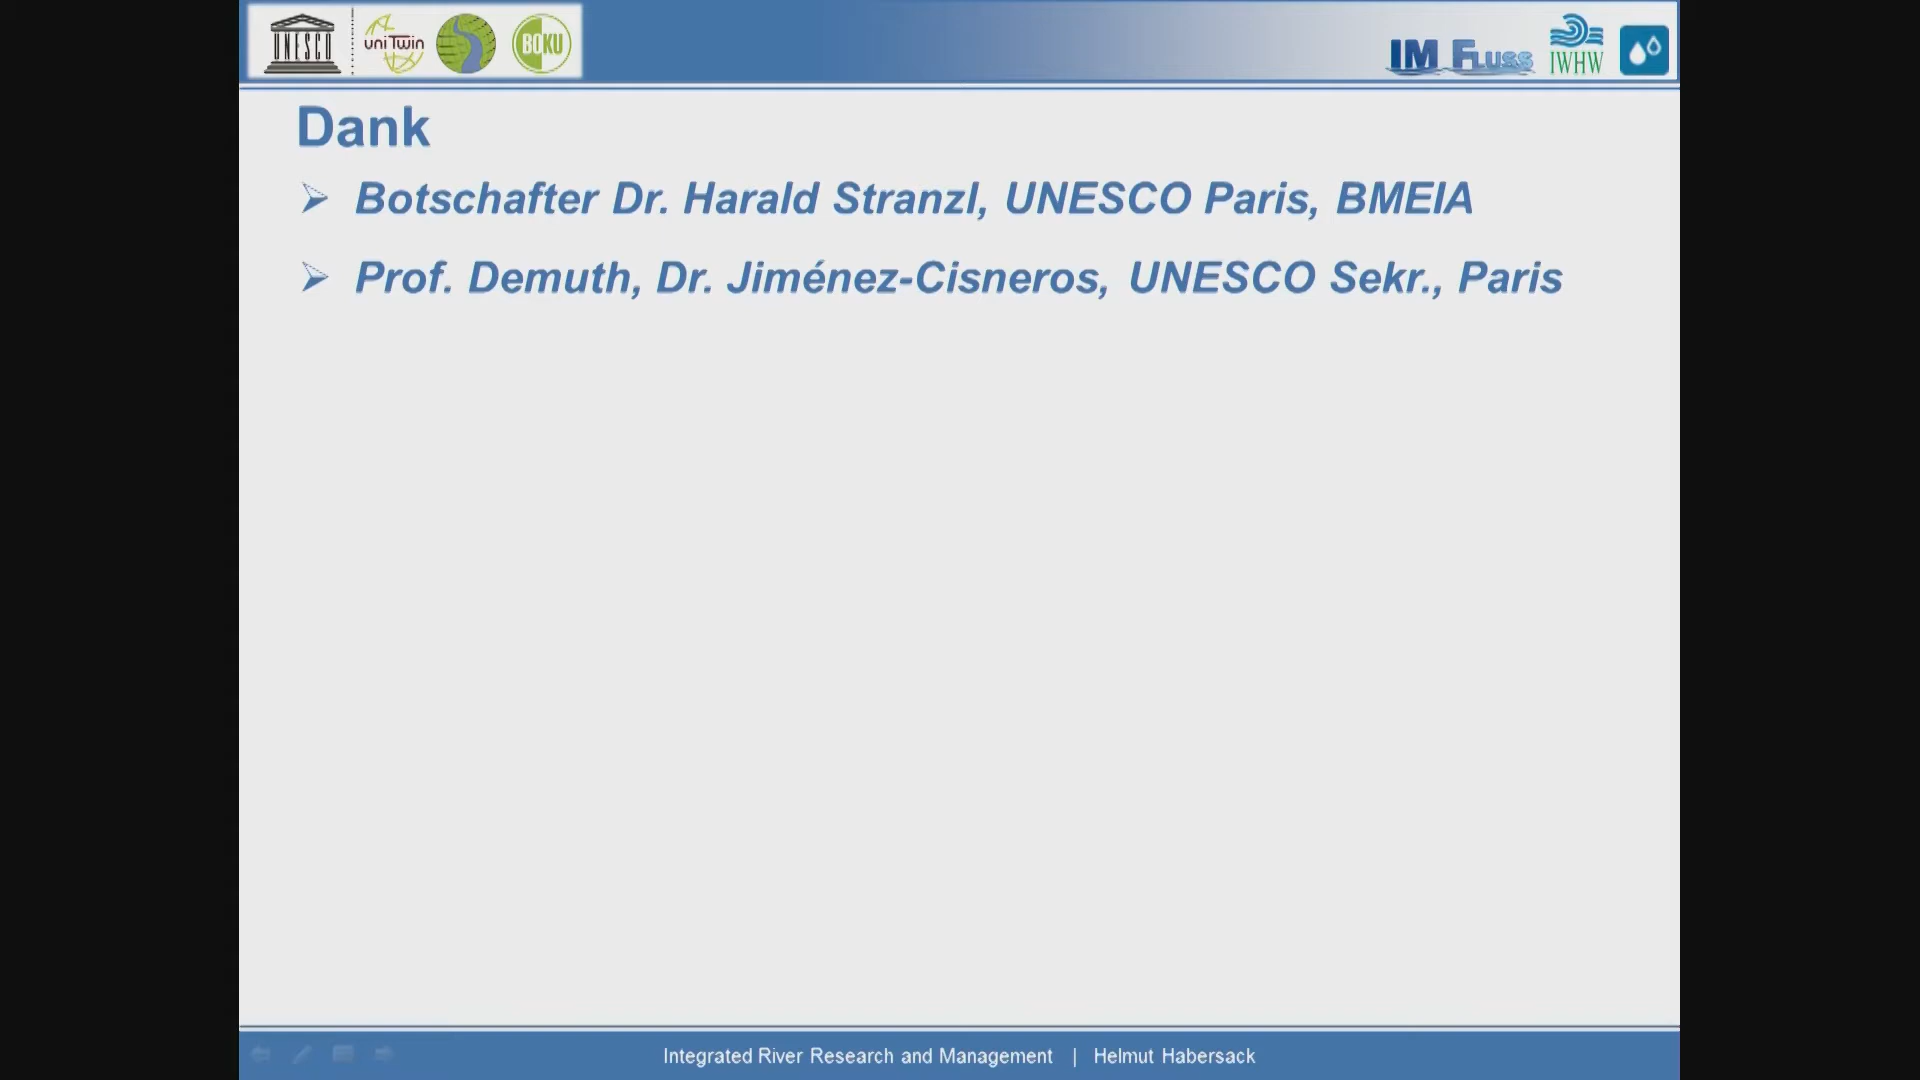 UNESCO
uniTwin
BOKU
IM Fluss
IWHW
Dank
Botschafter Dr. Harald Stranzl, UNESCO Paris, BMEIA
Prof. Demuth, Dr. Jiménez-Cisneros, UNESCO Sekr., Paris
Integrated River Research and Management | Helmut Habersack